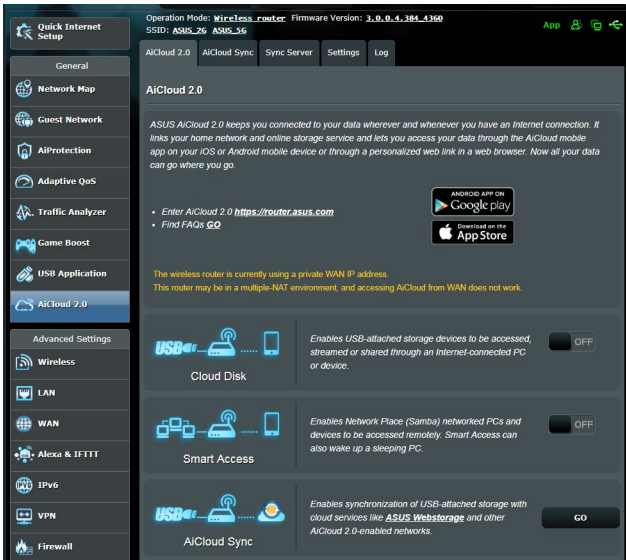 Quick Internet
Setup
Operation Mode: Wireless router Firmware Version: 3.0.0.4.384_4360
SSID: ASUS_2G ASUS_5G
App
General
Network Map
Guest Network
AiProtection
Adaptive QoS
Traffic Analyzer
Game Boost
USB Application
AiCloud 2.0
Advanced Settings
Wireless
LAN
WAN
Alexa & IFTTT
IPv6
VPN
Firewall
AiCloud 2.0 AiCloud Sync Sync Server Settings Log
AiCloud 2.0
ASUS AiCloud 2.0 keeps you connected to your data wherever and whenever you have an Internet connection. It
links your home network and online storage service and lets you access your data through the AiCloud mobile
app on your iOS or Android mobile device or through a personalized web link in a web browser. Now all your data
can go where you go.
• Enter AiCloud 2.0 https://router.asus.com
• Find FAQs GO
ANDROID APP ON
Google play
Download on the
App Store
The wireless router is currently using a private WAN IP address.
This router may be in a multiple-NAT environment, and accessing AiCloud from WAN does not work.
USB
Cloud Disk
Enables USB-attached storage devices to be accessed,
streamed or shared through an Internet-connected PC
or device.
OFF
Smart Access
Enables Network Place (Samba) networked PCs and
devices to be accessed remotely. Smart Access can
also wake up a sleeping PC.
OFF
USB
AiCloud Sync
Enables synchronization of USB-attached storage with
cloud services like ASUS Webstorage and other
AiCloud 2.0-enabled networks.
GO